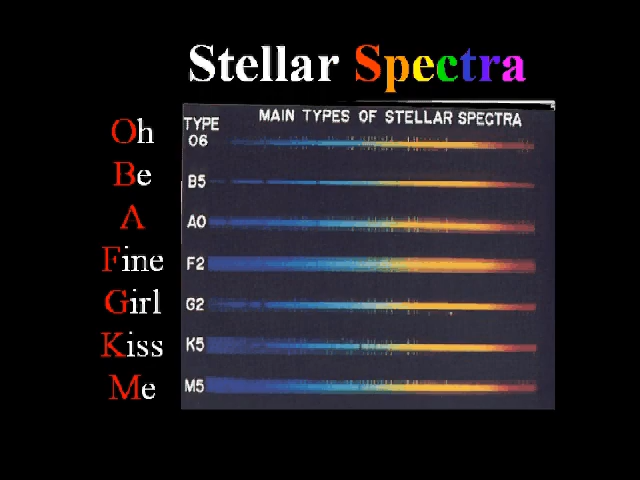 Stellar Spectra
MAIN TYPES OF STELLAR SPECTRA
TYPE
Oh
O6
Be
B5
A
A0
Fine
F2
Girl
G2
Kiss
K5
Me
M5